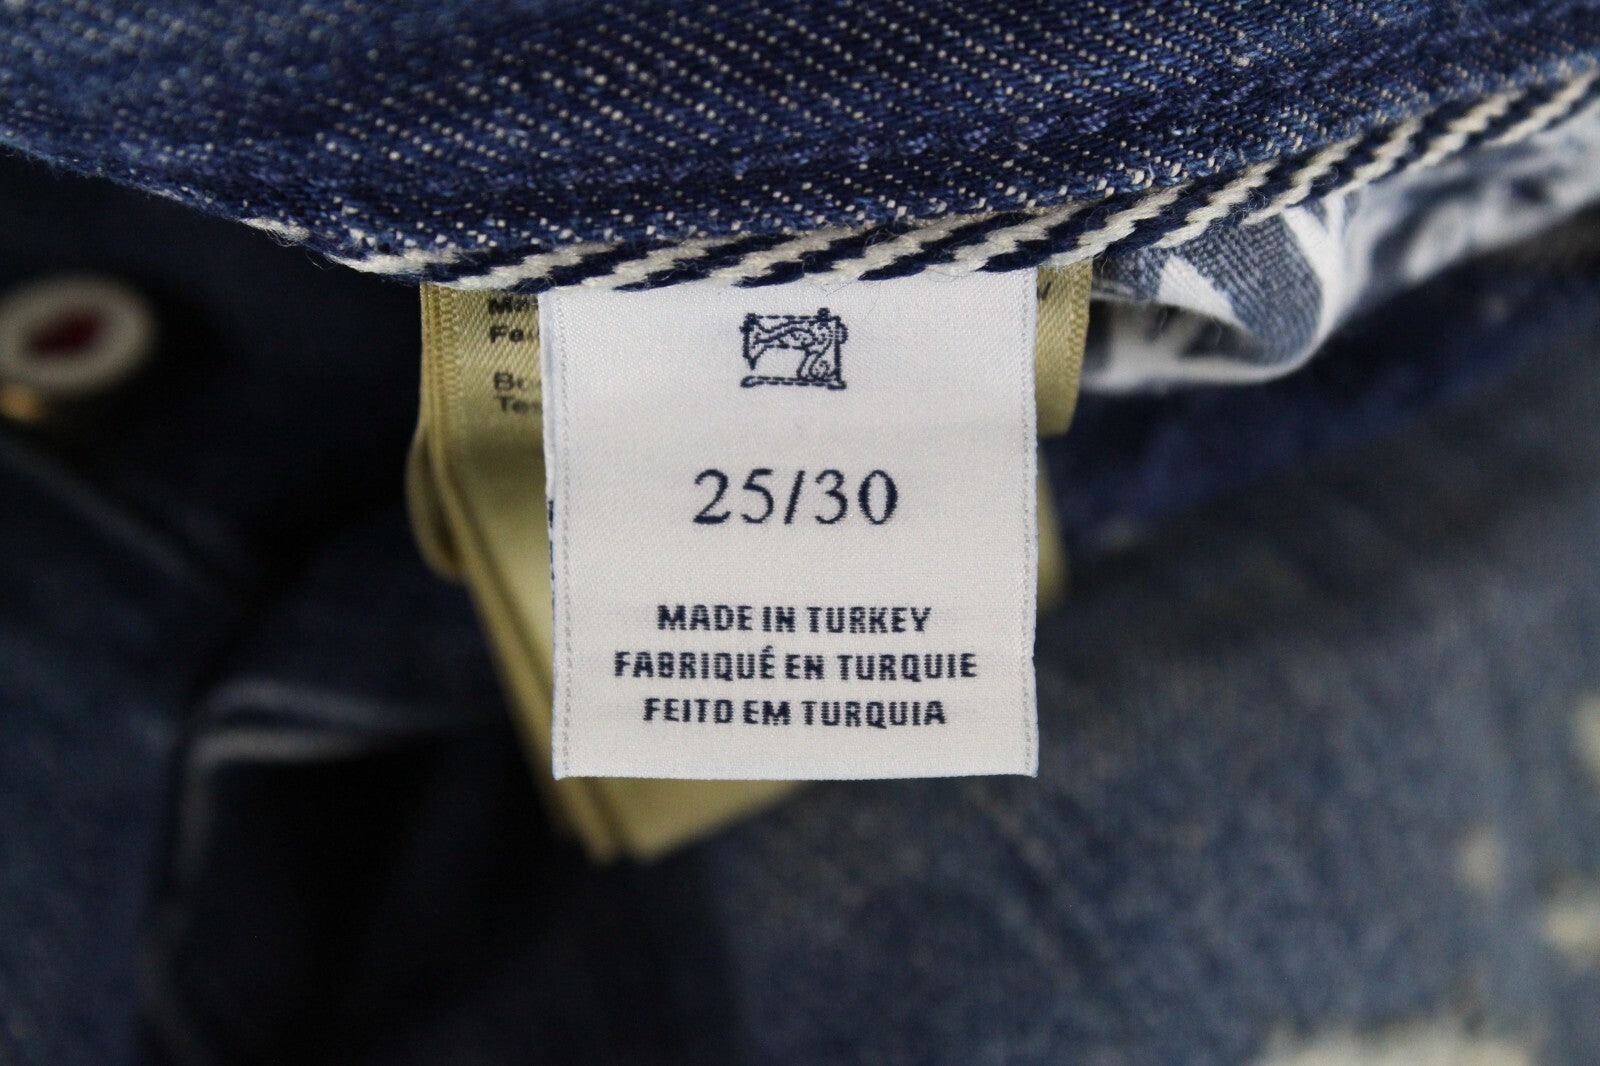 25/30
MADE IN TURKEY
FABRIQUÉ EN TURQUIE
FEITO EM TURQUIA